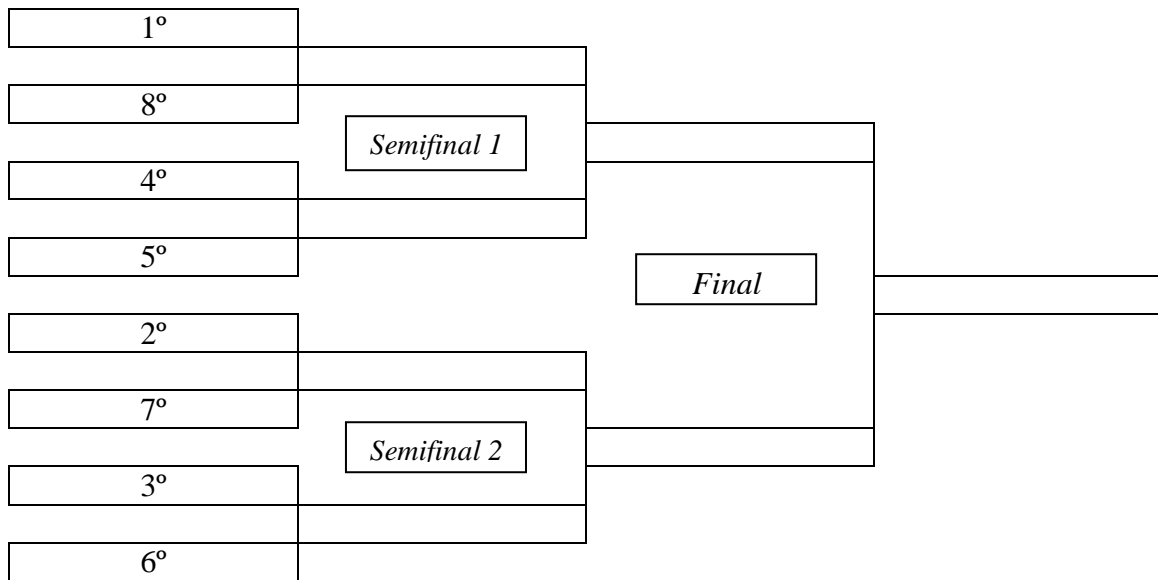 1º
8º
Semifinal 1
4º
5º
Final
2º
7º
Semifinal 2
3º
6º